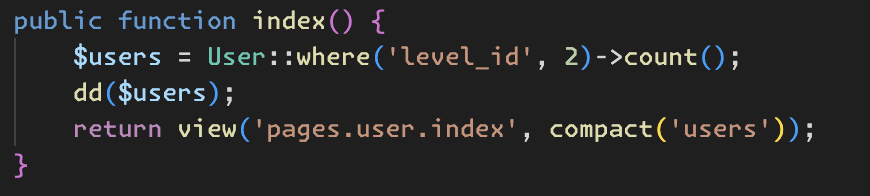 public function index() {
    $users = User::where('level_id', 2)->count();
    dd($users);
    return view('pages.user.index', compact('users'));
}